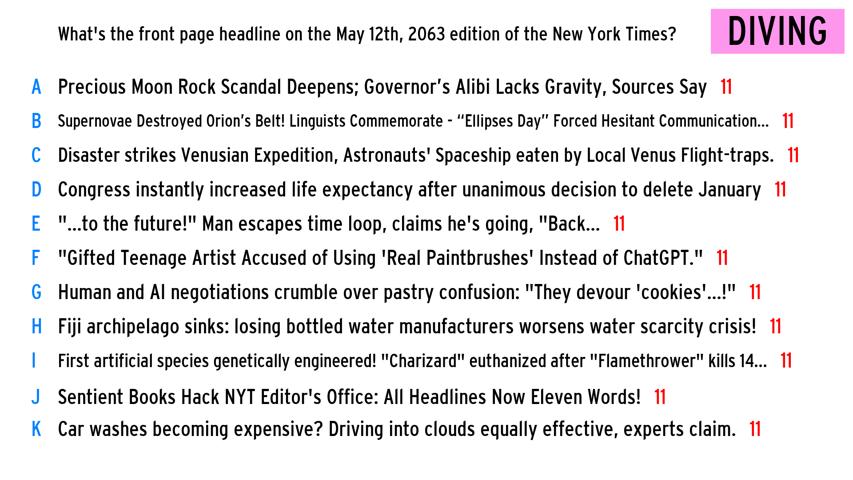 What's the front page headline on the May 12th, 2063 edition of the New York Times?
DIVING
A Precious Moon Rock Scandal Deepens; Governor’s Alibi Lacks Gravity, Sources Say 11
B Supernovae Destroyed Orion’s Belt! Linguists Commemorate - “Ellipses Day” Forced Hesitant Communication... 11
C Disaster strikes Venusian Expedition, Astronauts' Spaceship eaten by Local Venus Flight-traps. 11
D Congress instantly increased life expectancy after unanimous decision to delete January 11
E "...to the future!" Man escapes time loop, claims he's going, "Back... 11
F "Gifted Teenage Artist Accused of Using 'Real Paintbrushes' Instead of ChatGPT." 11
G Human and AI negotiations crumble over pastry confusion: "They devour 'cookies'...!" 11
H Fiji archipelago sinks: losing bottled water manufacturers worsens water scarcity crisis! 11
I First artificial species genetically engineered! "Charizard" euthanized after "Flamethrower" kills 14... 11
J Sentient Books Hack NYT Editor's Office: All Headlines Now Eleven Words! 11
K Car washes becoming expensive? Driving into clouds equally effective, experts claim. 11